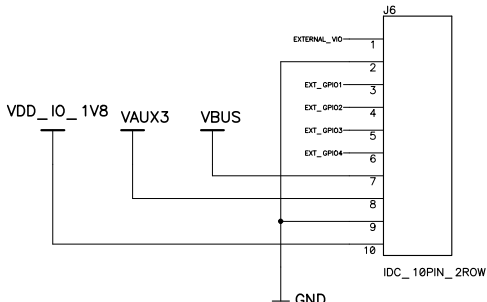 J6
EXTERNAL_VIO
1
2
EXT_GPIO1
3
EXT_GPIO2
4
EXT_GPIO3
5
EXT_GPIO4
6
VDD_IO_1V8
VAUX3
VBUS
7
8
9
10
IDC_10PIN_2ROW
GND